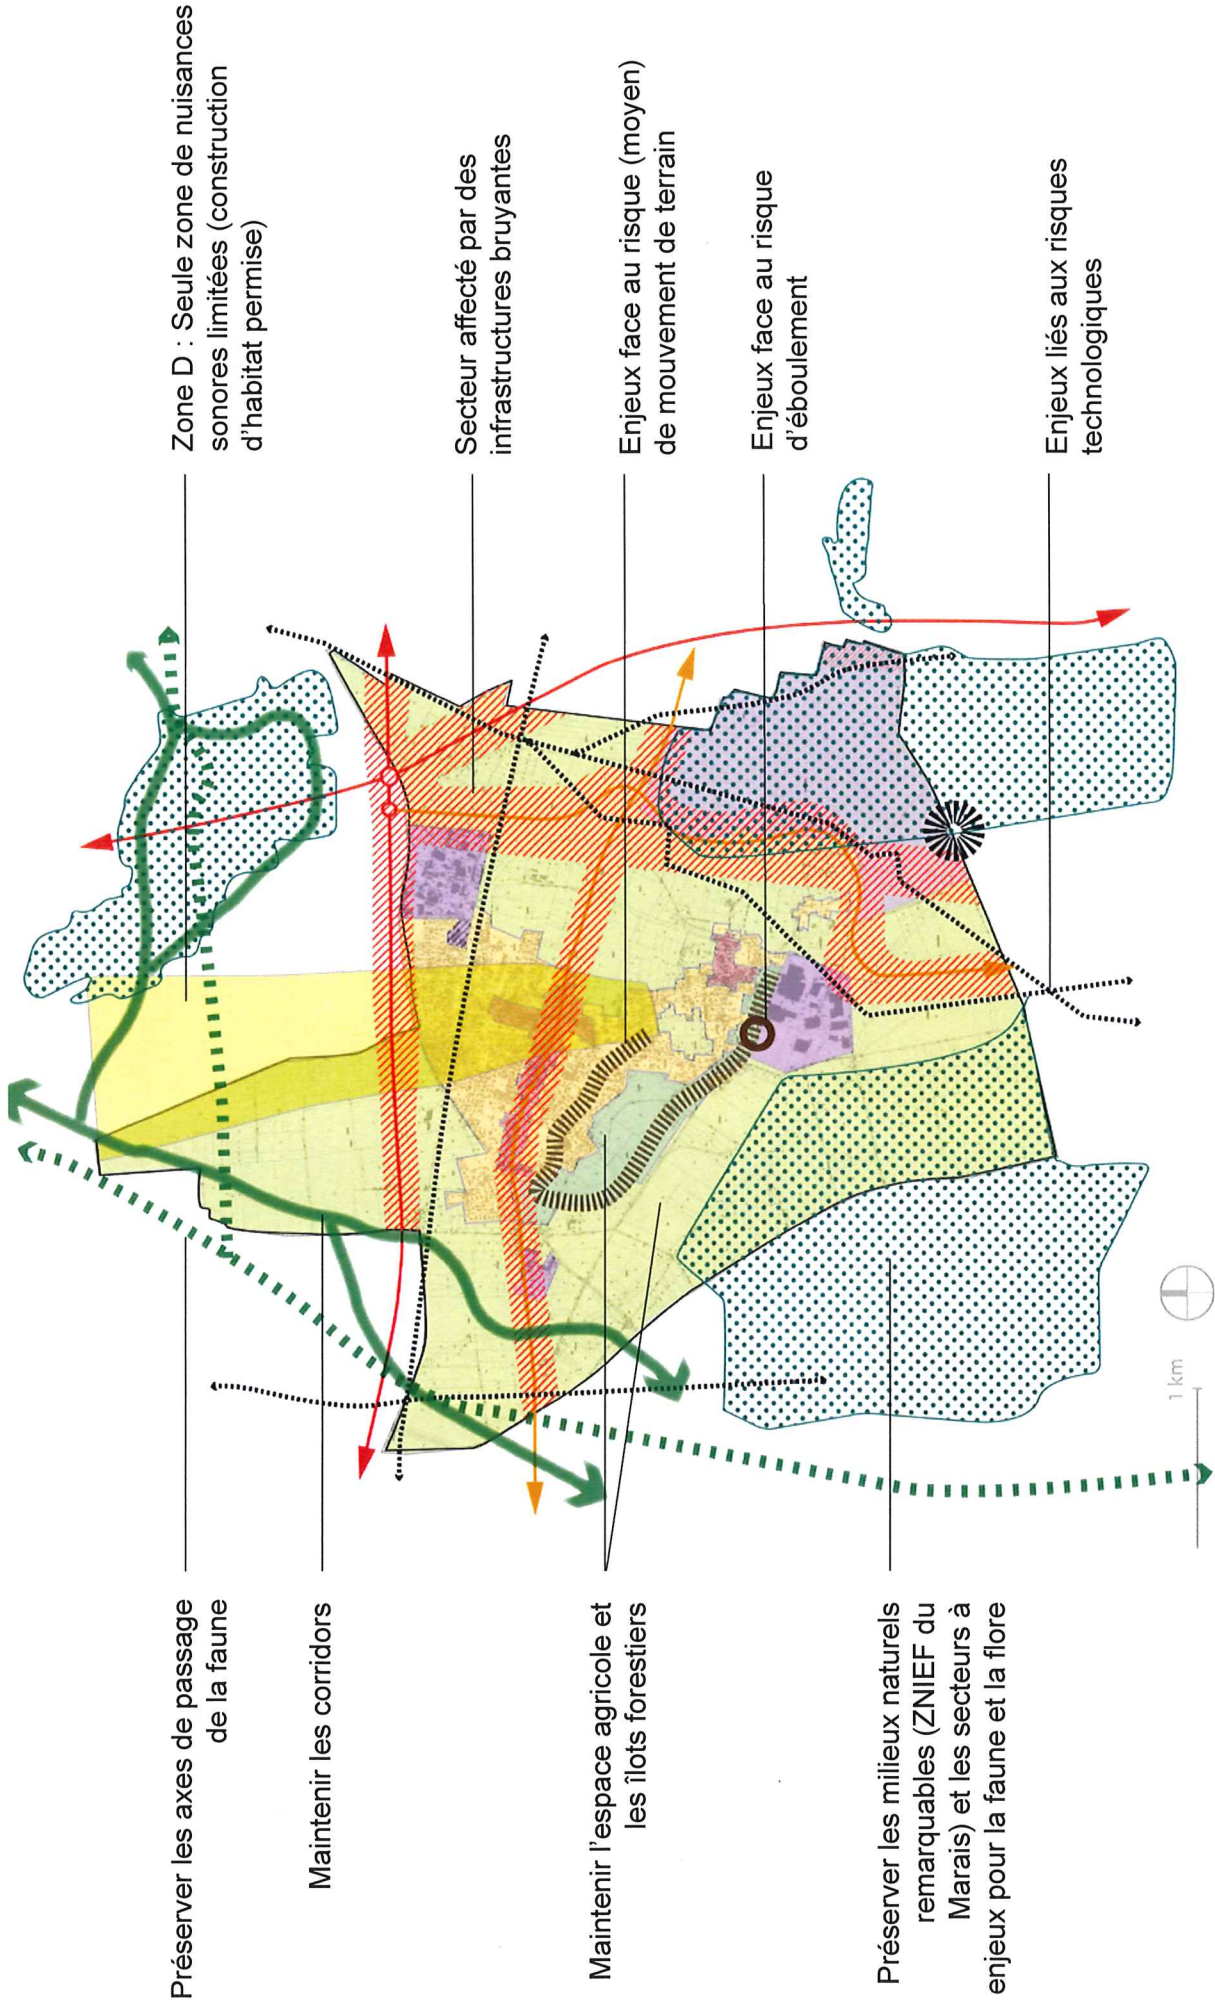 Préserver les axes de passage
de la faune
Maintenir les corridors
Maintenir l'espace agricole et
les îlots forestiers
Préserver les milieux naturels
remarquables (ZNIEF du
Marais) et les secteurs à
enjeux pour la faune et la flore
Zone D : Seule zone de nuisances
sonores limitées (construction
d'habitat permise)
Secteur affecté par des
infrastructures bruyantes
Enjeux face au risque (moyen)
de mouvement de terrain
Enjeux face au risque
d'éboulement
Enjeux liés aux risques
technologiques
1 km